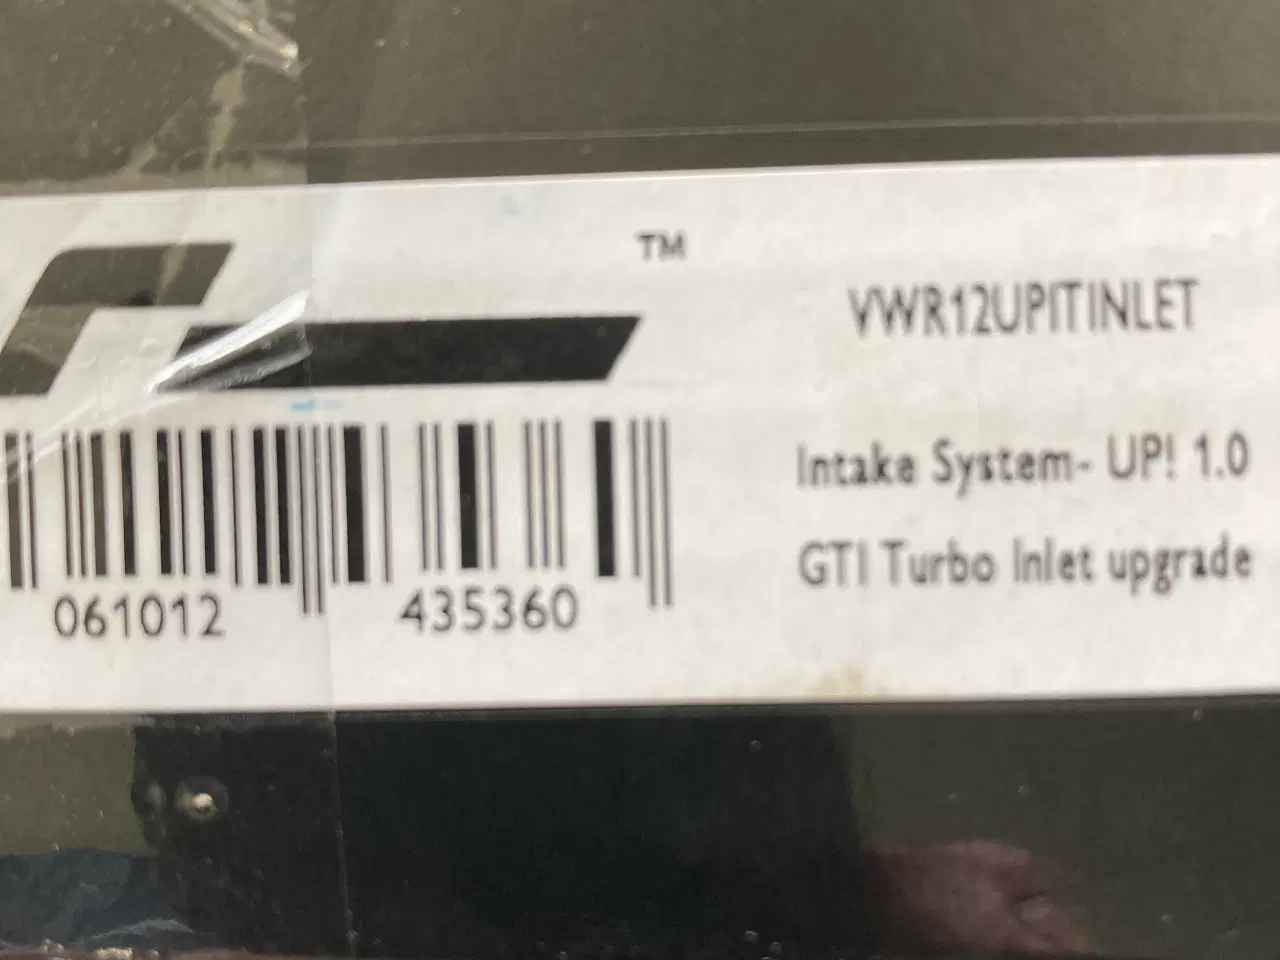 TM
VWR12UPITINLET
Intake System- UP! 1.0
GTI Turbo Inlet upgrade
061012 435360